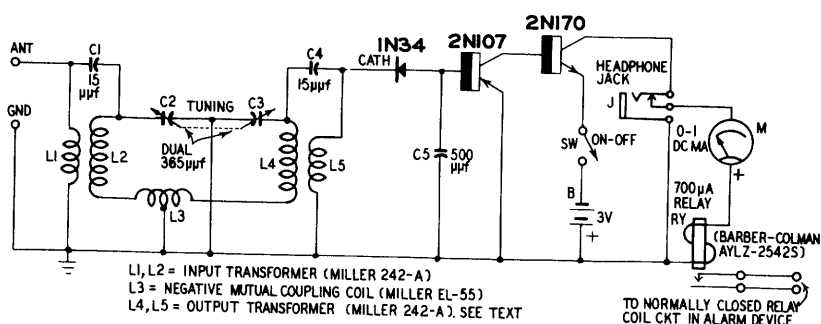 ANT
C1
15
μμf
GND
L1
L2
C2
TUNING
C3
DUAL
365μμf
L3
C4
15μμf
L4
L5
CATH
1N34
C5
500
μμf
2N107
2N170
SW
ON-OFF
B
3V
+
HEADPHONE
JACK
J
0-1
DC MA
M
+
700μA
RELAY
RY
(BARBER-COLMAN
AYLZ-2542S)
TO NORMALLY CLOSED RELAY
COIL CKT IN ALARM DEVICE
L1, L2 = INPUT TRANSFORMER (MILLER 242-A)
L3 = NEGATIVE MUTUAL COUPLING COIL (MILLER EL-55)
L4, L5 = OUTPUT TRANSFORMER (MILLER 242-A). SEE TEXT